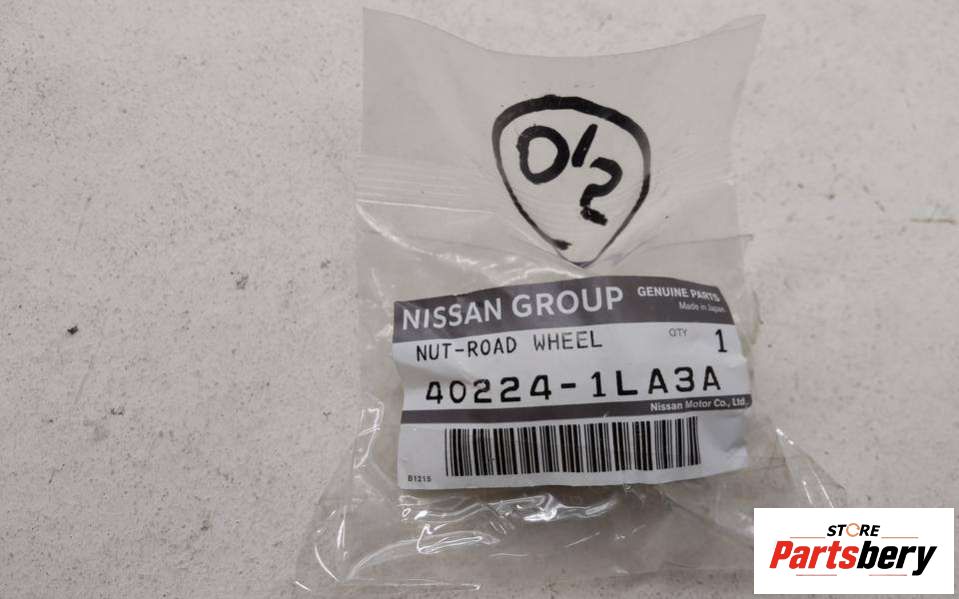 D12
NISSAN GROUP
GENUINE PARTS
Made in Japan
NUT-ROAD WHEEL
QTY 1
40224-1LA3A
Nissan Motor Co., Ltd.
B1215
STORE
Partsbery